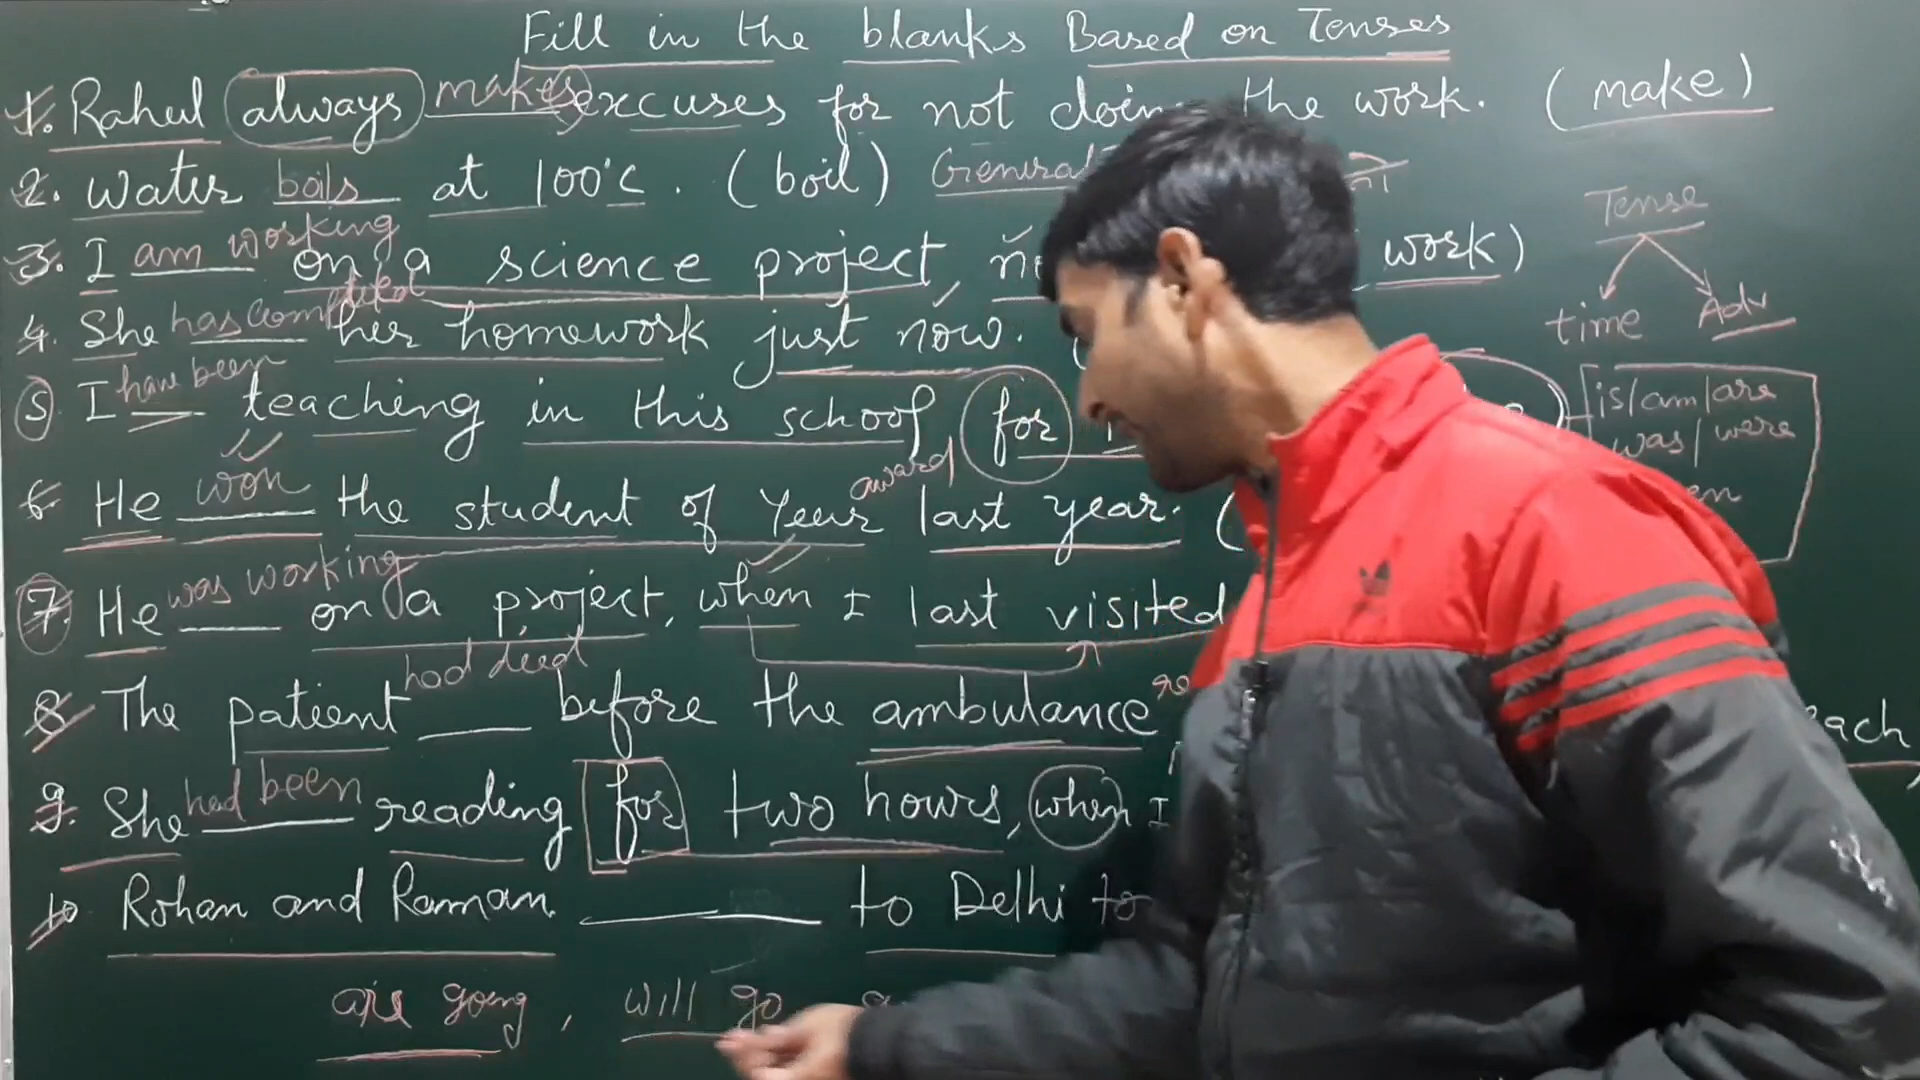 Fill in the blanks Based on Tenses
1. Rahul always makes excuses for not doin the work. (make)
2. Water boils at 100°C. (boil)
3. I am working on a science project, work)
4. She has completed her homework just now.
5. I have been teaching in this school for
6. He won the student of Year award last year.
7. He was working on a project, when I last visited
8. The patient had died before the ambulance
9. She had been reading for two hours, when I
10 Rohan and Raman. to Delhi to
are going, will go
Tense
time Adv
is/am/are
was/were